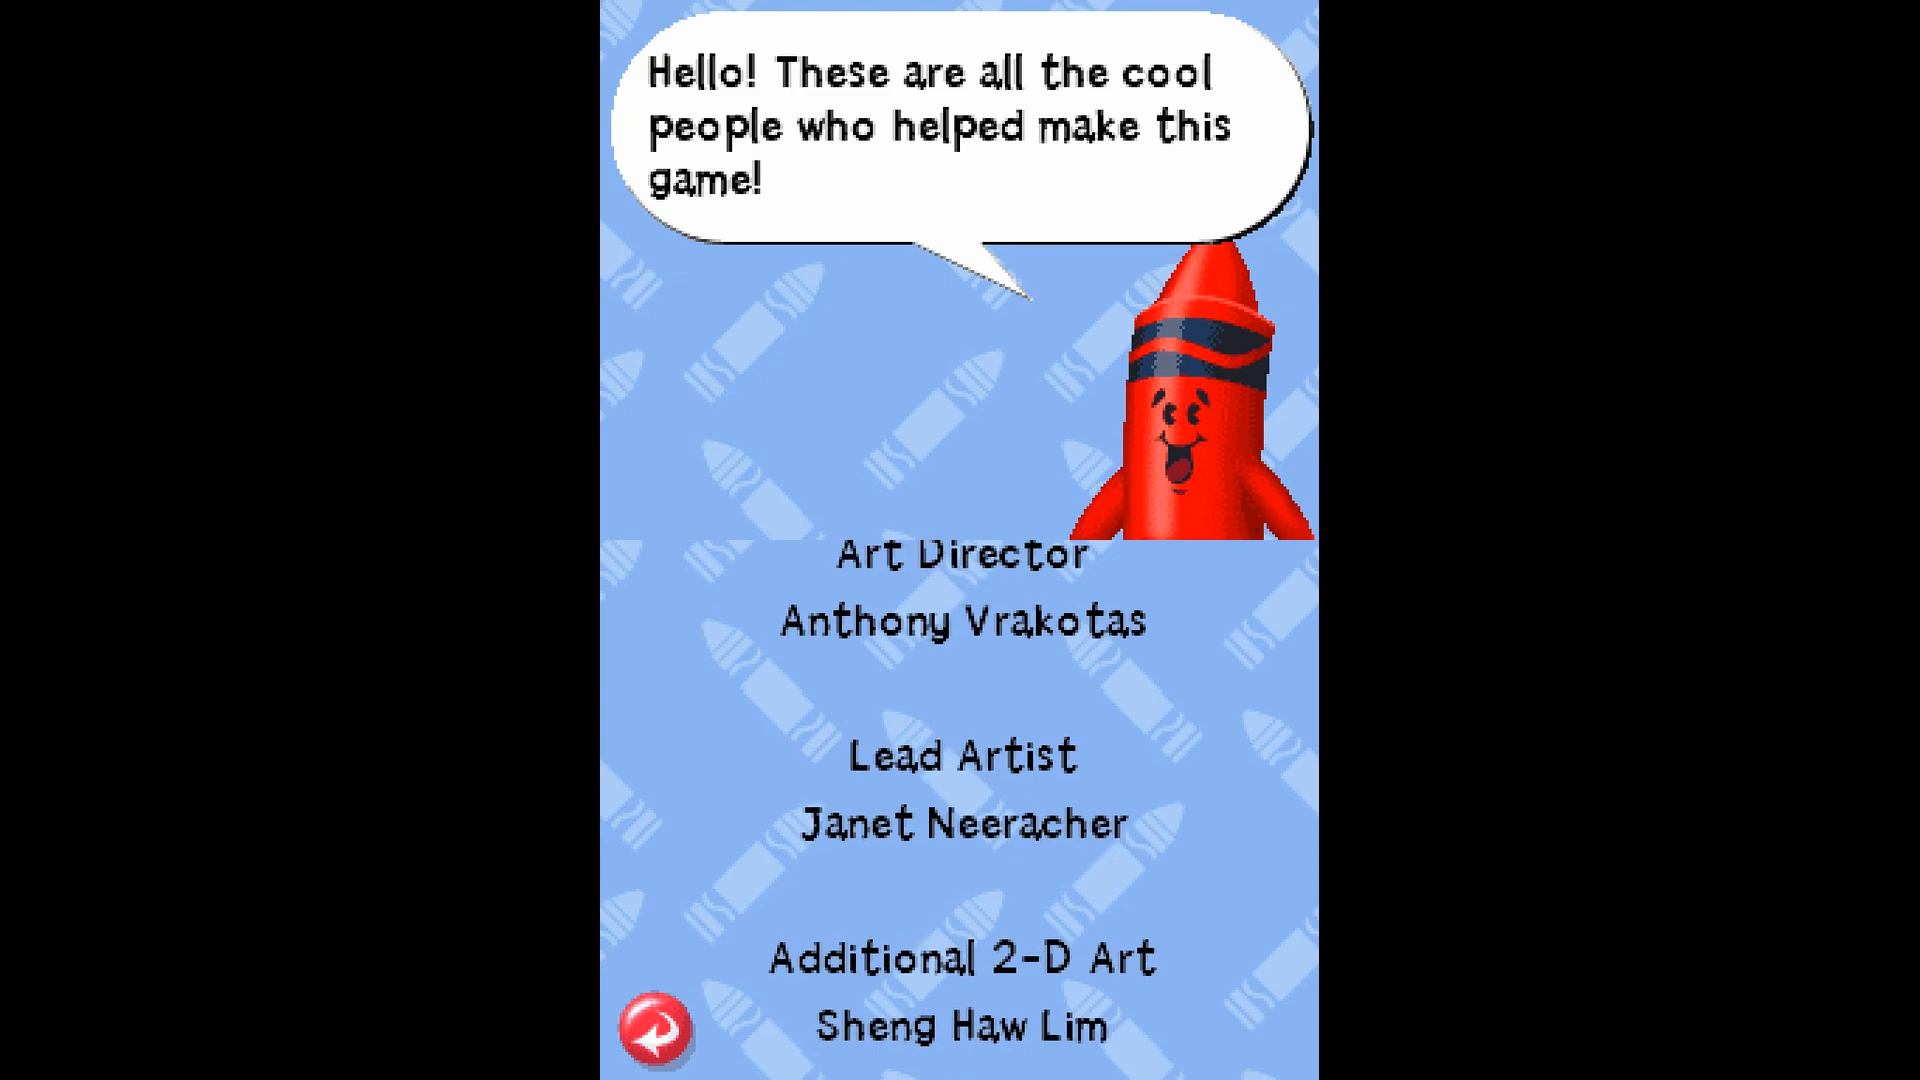 Hello! These are all the cool
people who helped make this
game!
Art Director
Anthony Vrakotas
Lead Artist
Janet Neeracher
Additional 2-D Art
Sheng Haw Lim